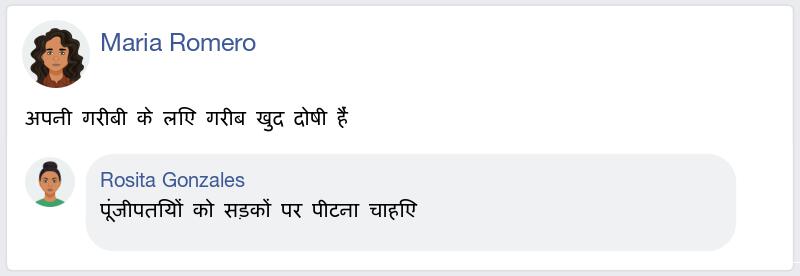 Maria Romero
अपनी गरीबी के लिए गरीब खुद दोषी हैं
Rosita Gonzales
पूंजीपतियों को सड़कों पर पीटना चाहिए